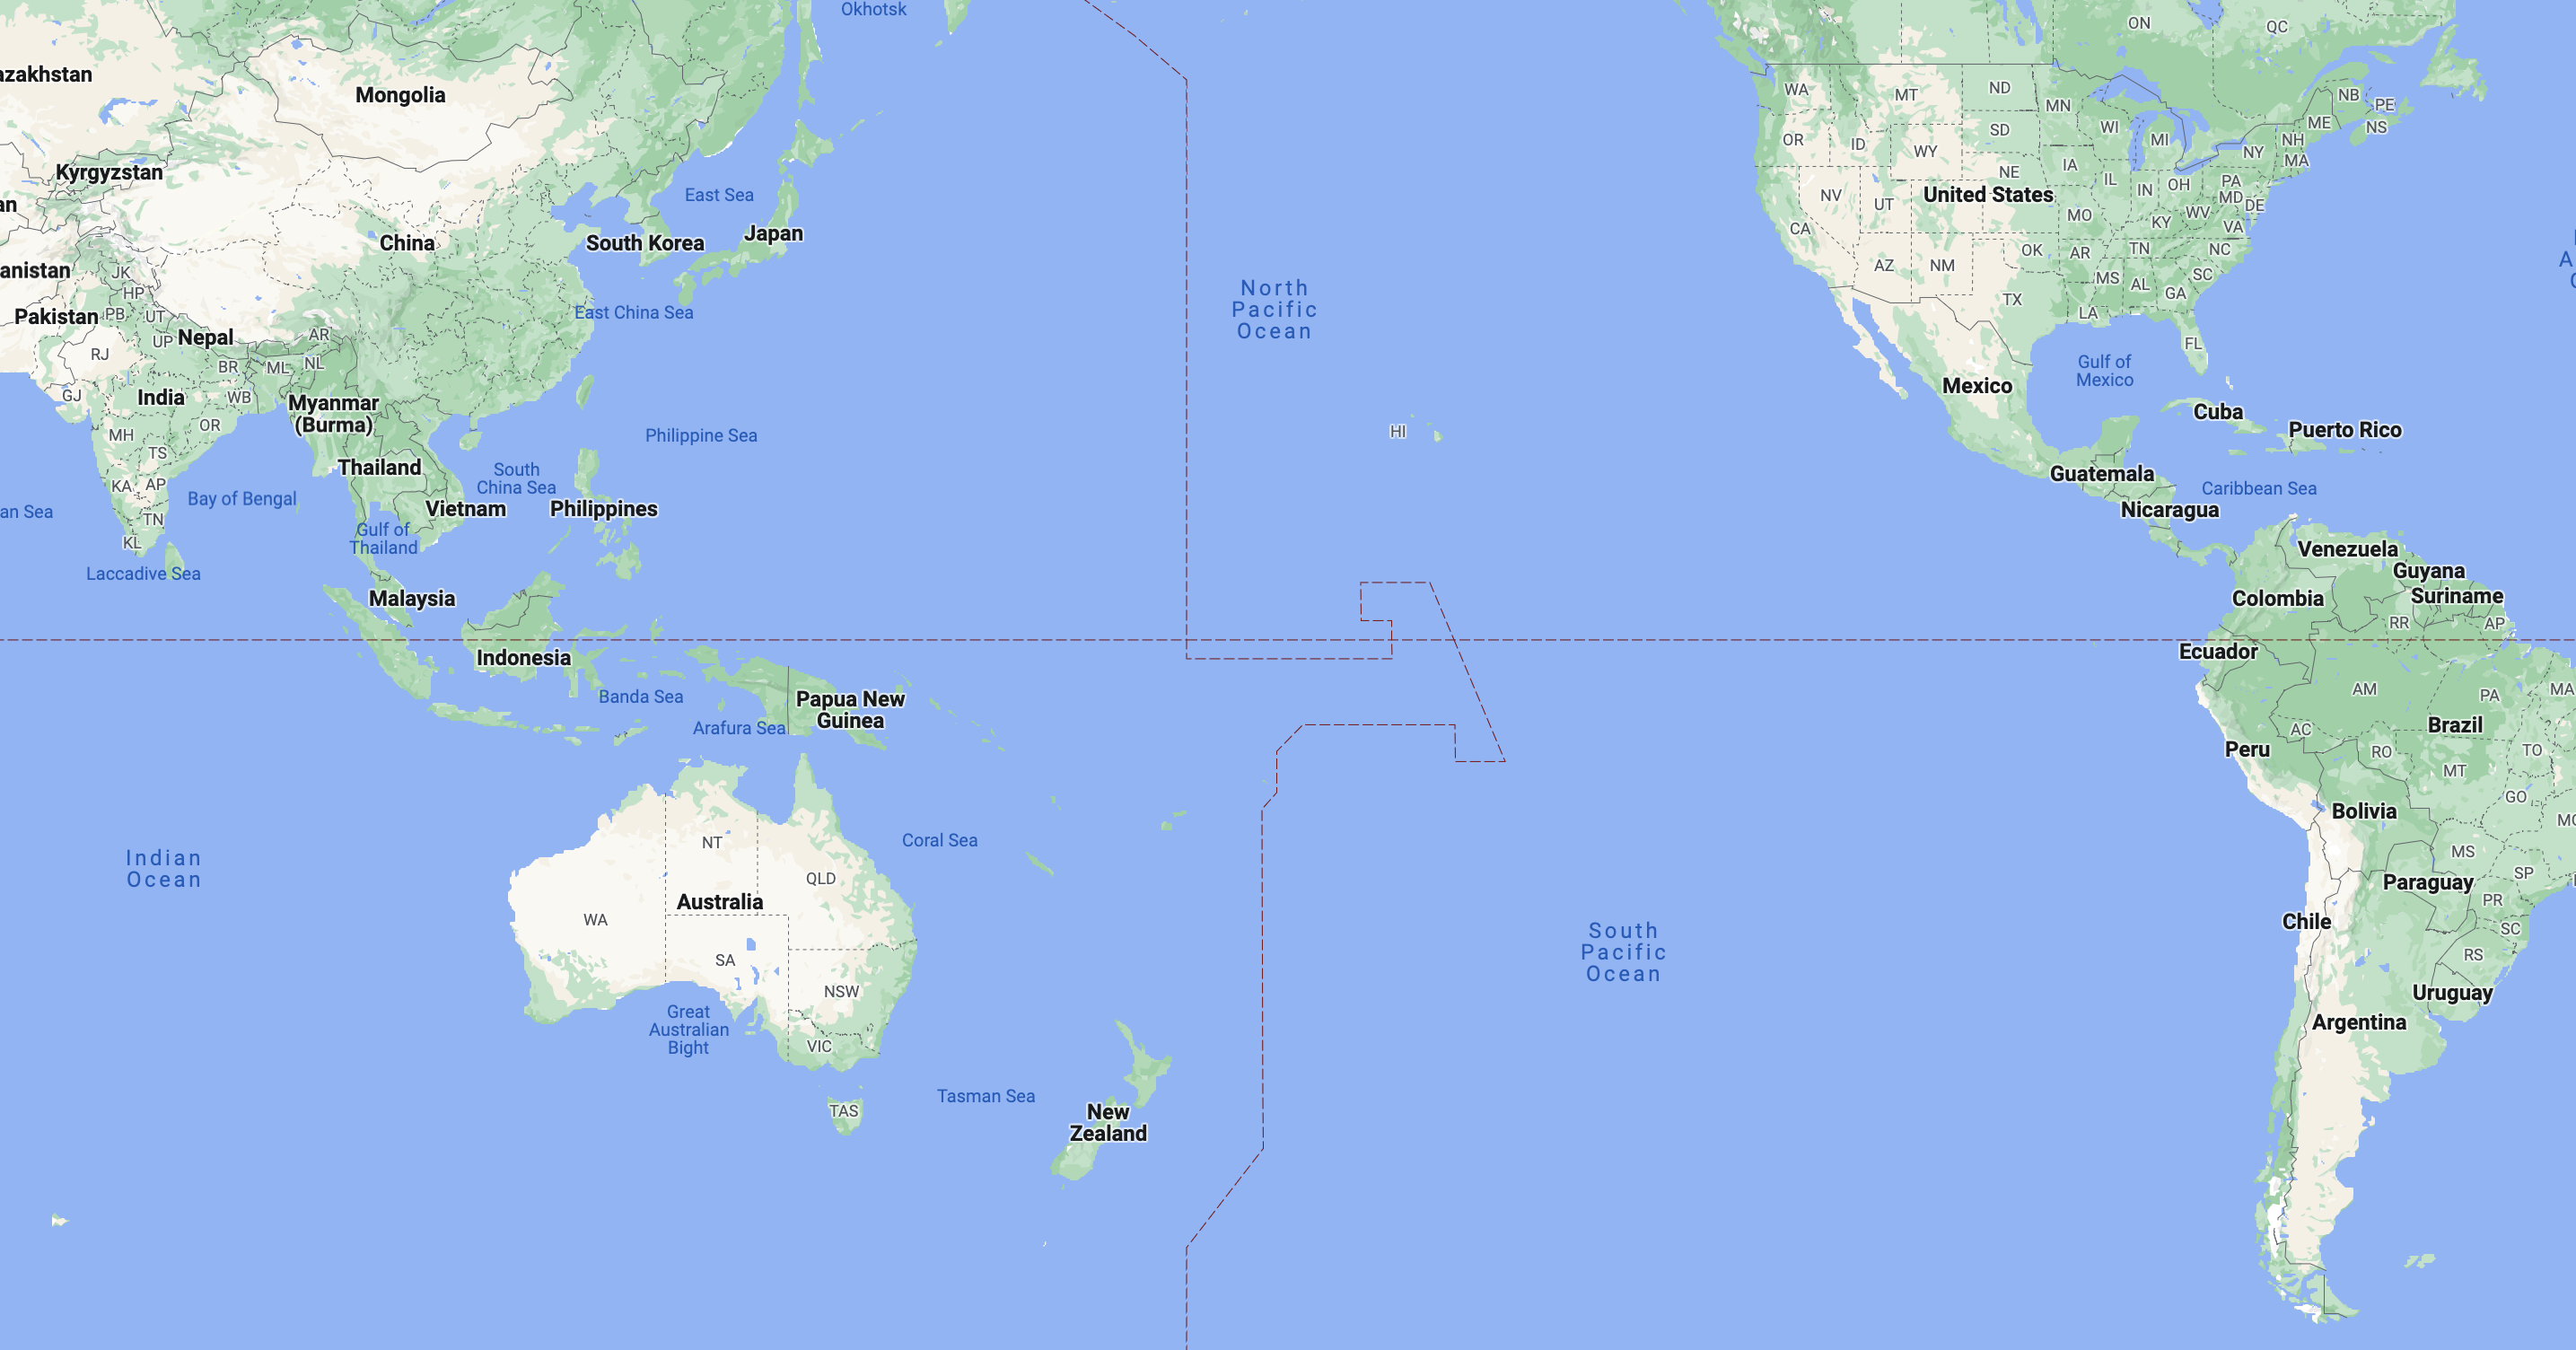 Okhotsk
ON
QC
azakhstan
Mongolia
WA
MT
ND
MN
NB
PE
ME
NS
OR
ID
SD
WI
MI
NH
WY
NY
MA
Kyrgyzstan
NE
IA
IL
IN
OH
PA
East Sea
NV
UT
United States
MD
DE
an
MO
KY
WV
VA
CA
China
South Korea
Japan
OK
AR
TN
NC
anistan
JK
AZ
NM
MS
AL
SC
A
HP
GA
North
Pacific
Ocean
TX
Pakistan
PB
UT
East China Sea
LA
Nepal
AR
UP
FL
RJ
BR
ML
NL
Gulf of
Mexico
GJ
India
WB
Mexico
Myanmar
(Burma)
Cuba
OR
MH
Philippine Sea
HI
Puerto Rico
TS
Thailand
South
China Sea
Guatemala
KA
AP
Bay of Bengal
Caribbean Sea
an Sea
TN
Vietnam
Philippines
Nicaragua
KL
Gulf of
Thailand
Venezuela
Laccadive Sea
Guyana
Malaysia
Colombia
Suriname
RR
AP
Indonesia
Ecuador
Banda Sea
Papua New
Guinea
AM
PA
MA
Arafura Sea
AC
Brazil
Peru
RO
TO
MT
GO
Bolivia
MG
NT
Coral Sea
Indian
Ocean
MS
QLD
Paraguay
SP
Australia
PR
WA
Chile
SC
South
Pacific
Ocean
SA
RS
NSW
Uruguay
Great
Australian
Bight
Argentina
VIC
Tasman Sea
TAS
New
Zealand